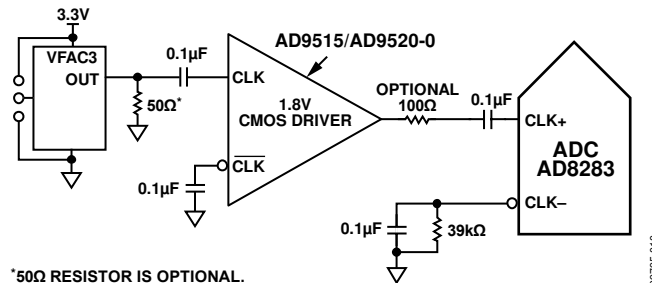 3.3V
VFAC3
OUT
50Ω*
0.1µF
AD9515/AD9520-0
CLK
1.8V
CMOS DRIVER
CLK
0.1µF
OPTIONAL
100Ω
0.1µF
CLK+
ADC
AD8283
CLK–
0.1µF
39kΩ
*50Ω RESISTOR IS OPTIONAL.